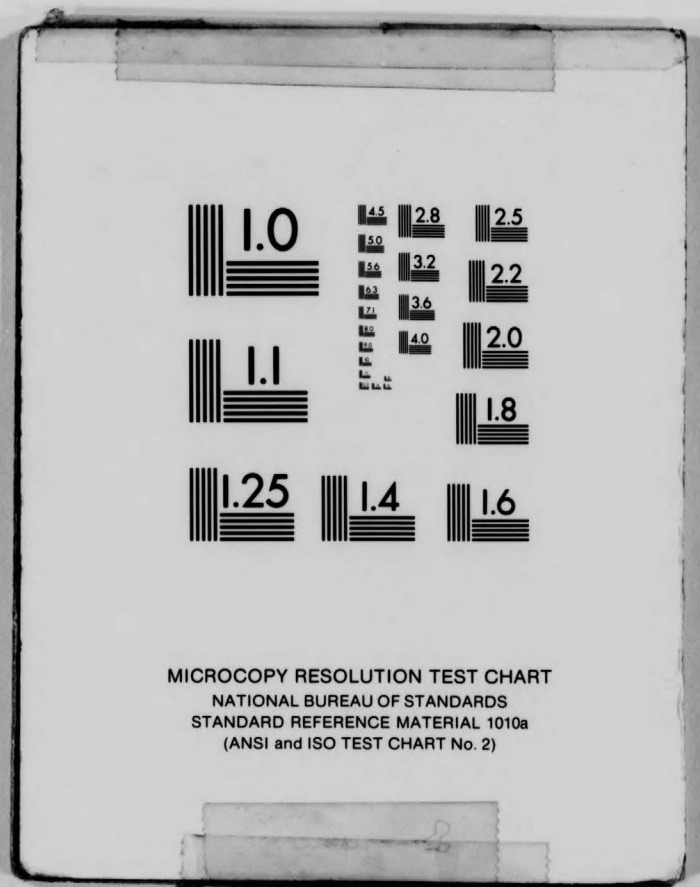 1.0
4.5 2.8 2.5
5.0
5.6 3.2 2.2
6.3
7.1 3.6
8.0
9.0 4.0 2.0
1.1
1.8
1.25 1.4 1.6
MICROCOPY RESOLUTION TEST CHART
NATIONAL BUREAU OF STANDARDS
STANDARD REFERENCE MATERIAL 1010a
(ANSI and ISO TEST CHART No. 2)